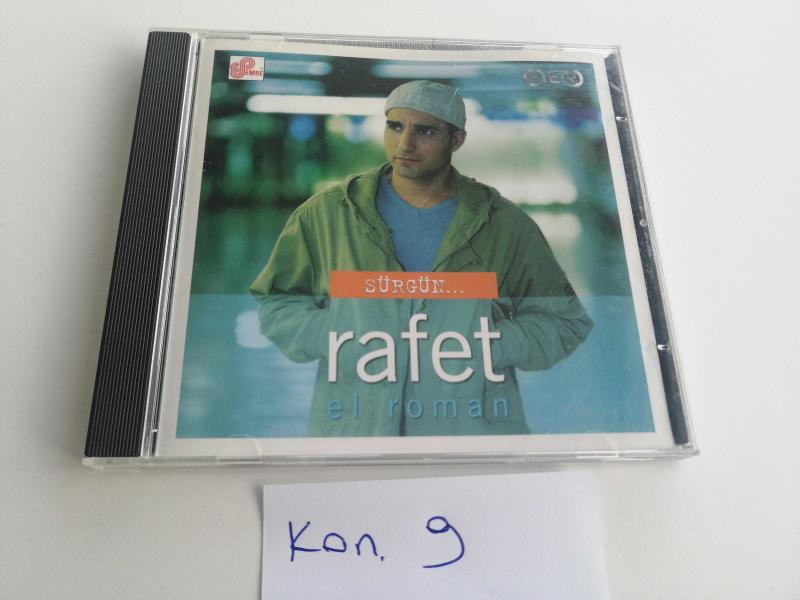 EMRE
SÜRGÜN...
rafet
el roman
Kon. 9